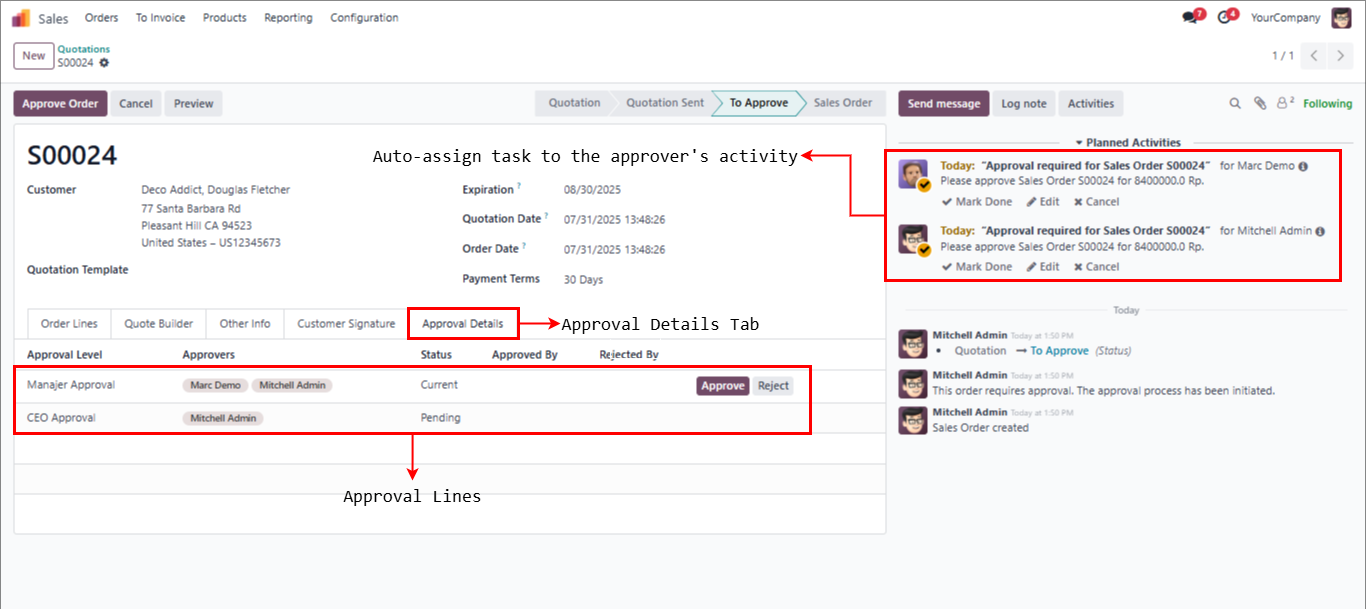 Sales Orders To Invoice Products Reporting Configuration 7 4 YourCompany
New Quotations
S00024 1 / 1
Approve Order Cancel Preview Quotation Quotation Sent To Approve Sales Order Send message Log note Activities 2 Following
S00024
Customer Deco Addict, Douglas Fletcher
77 Santa Barbara Rd
Pleasant Hill CA 94523
United States – US12345673
Quotation Template
Expiration ? 08/30/2025
Quotation Date ? 07/31/2025 13:48:26
Order Date ? 07/31/2025 13:48:26
Payment Terms 30 Days
Auto-assign task to the approver's activity
Order Lines Quote Builder Other Info Customer Signature Approval Details
Approval Details Tab
Approval Level Approvers Status Approved By Rejected By
Manajer Approval Marc Demo Mitchell Admin Current Approve Reject
CEO Approval Mitchell Admin Pending
Approval Lines
Planned Activities
Today: "Approval required for Sales Order S00024" for Marc Demo
Please approve Sales Order S00024 for 8400000.0 Rp.
Mark Done Edit Cancel
Today: "Approval required for Sales Order S00024" for Mitchell Admin
Please approve Sales Order S00024 for 8400000.0 Rp.
Mark Done Edit Cancel
Today
Mitchell Admin Today at 1:50 PM
• Quotation → To Approve (Status)
Mitchell Admin Today at 1:50 PM
This order requires approval. The approval process has been initiated.
Mitchell Admin Today at 1:50 PM
Sales Order created